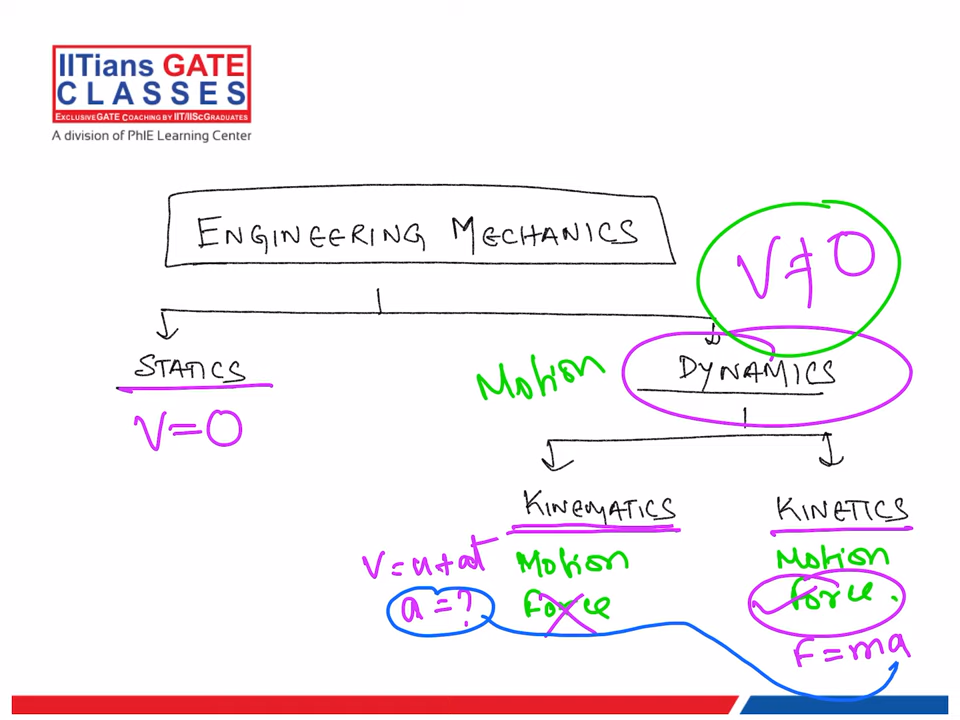 IITians GATE
CLASSES
EXCLUSIVE GATE COACHING BY IIT/IISc GRADUATES
A division of PhIE Learning Center
ENGINEERING MECHANICS
V ≠ 0
STATICS
V = 0
Motion
DYNAMICS
KINEMATICS
KINETICS
V = u + at
Motion
Motion
a = ?
Force
force.
F = ma